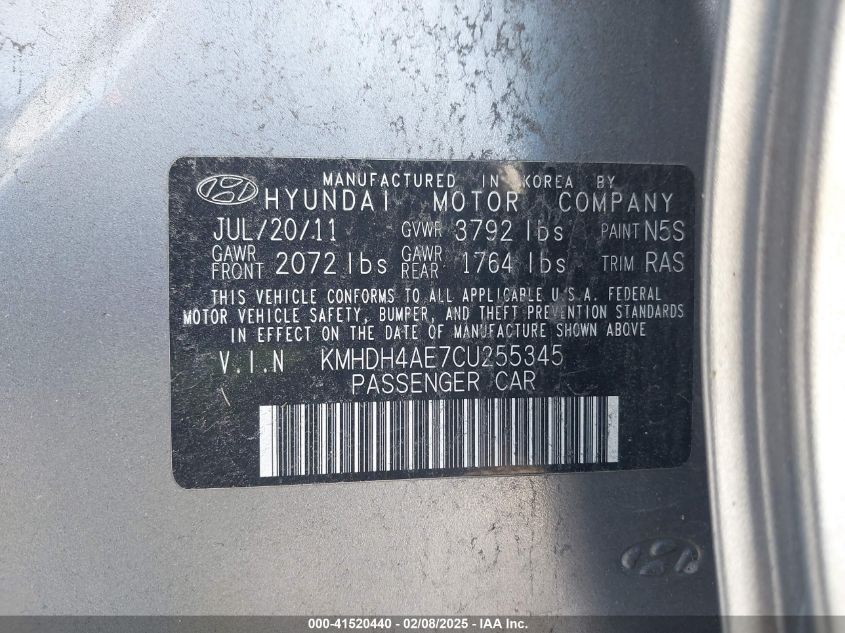 MANUFACTURED IN KOREA BY
HYUNDAI MOTOR COMPANY
JUL/20/11 GVWR 3792 lbs PAINT N5S
GAWR FRONT 2072 lbs GAWR REAR 1764 lbs TRIM RAS
THIS VEHICLE CONFORMS TO ALL APPLICABLE U.S.A. FEDERAL
MOTOR VEHICLE SAFETY, BUMPER, AND THEFT PREVENTION STANDARDS
IN EFFECT ON THE DATE OF MANUFACTURE SHOWN ABOVE
V.I.N KMHDH4AE7CU255345
PASSENGER CAR
000-41520440 - 02/08/2025 - IAAI.com